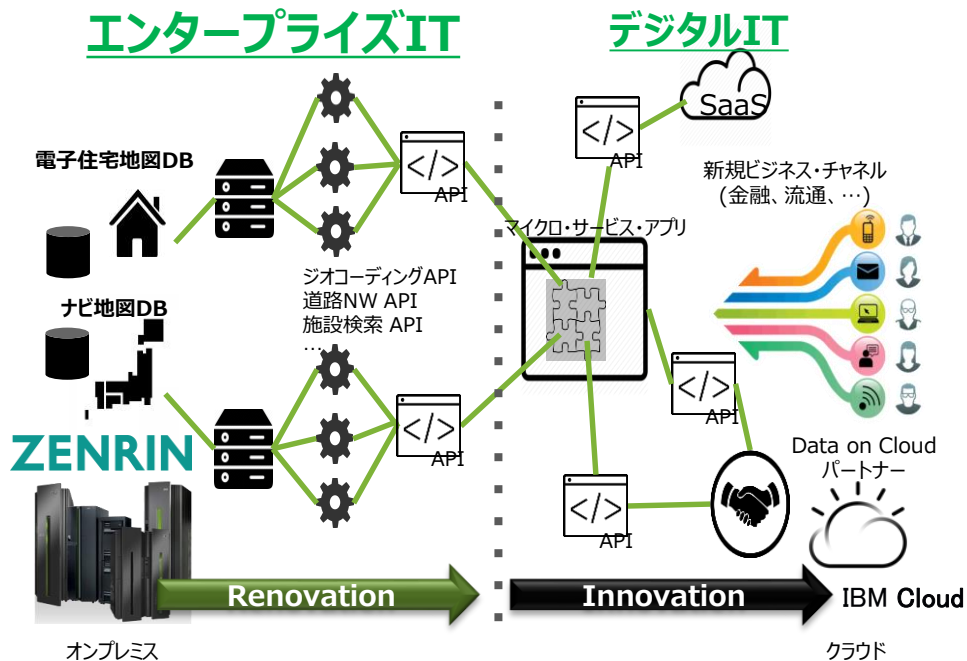 エンタープライズIT
デジタルIT
SaaS
</>
API
電子住宅地図DB
</>
API
新規ビジネス・チャネル
(金融、流通、…)
マイクロ・サービス・アプリ
ジオコーディングAPI
道路NW API
施設検索 API
…
ナビ地図DB
</>
API
</>
API
ZENRIN
Data on Cloud
パートナー
</>
API
Renovation
Innovation
IBM Cloud
オンプレミス
クラウド